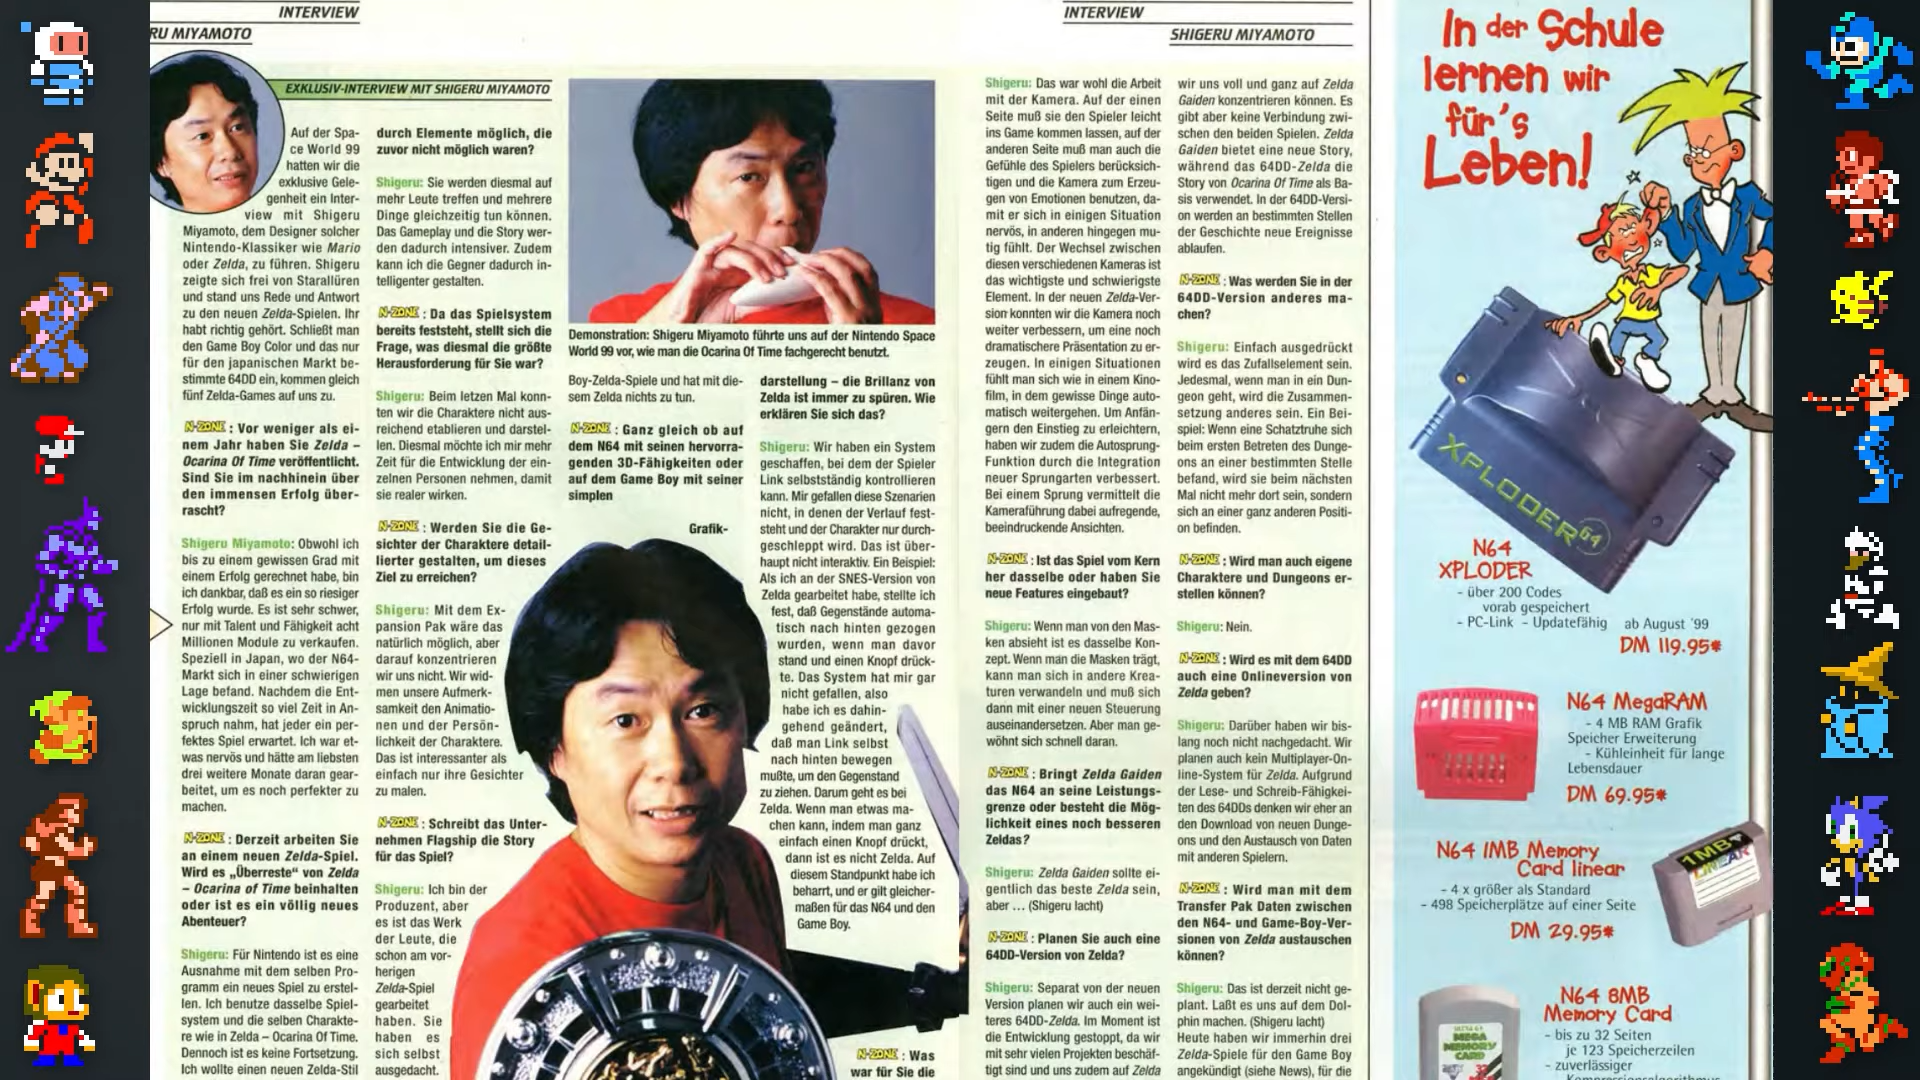 INTERVIEW
RU MIYAMOTO
EXKLUSIV-INTERVIEW MIT SHIGERU MIYAMOTO
Auf der Spa-
ce World 99
hatten wir die
exklusive Gele-
genheit ein Inter-
view mit Shigeru
Miyamoto, dem Designer solcher
Nintendo-Klassiker wie Mario
oder Zelda, zu führen. Shigeru
zeigte sich frei von Starallüren
und stand uns Rede und Antwort
zu den neuen Zelda-Spielen. Ihr
habt richtig gehört. Schließt man
den Game Boy Color und das nur
für den japanischen Markt be-
stimmte 64DD ein, kommen gleich
fünf Zelda-Games auf uns zu.
N-ZONE: Vor weniger als ei-
nem Jahr haben Sie Zelda –
Ocarina Of Time veröffentlicht.
Sind Sie im nachhinein über
den immensen Erfolg über-
rascht?
Shigeru Miyamoto: Obwohl ich
bis zu einem gewissen Grad mit
einem Erfolg gerechnet habe, bin
ich dankbar, daß es ein so riesiger
Erfolg wurde. Es ist sehr schwer,
nur mit Talent und Fähigkeit acht
Millionen Module zu verkaufen.
Speziell in Japan, wo der N64-
Markt sich in einer schwierigen
Lage befand. Nachdem die Ent-
wicklungszeit so viel Zeit in An-
spruch nahm, hat jeder ein per-
fektes Spiel erwartet. Ich war et-
was nervös und hätte am liebsten
drei weitere Monate daran gear-
beitet, um es noch perfekter zu
machen.
N-ZONE: Derzeit arbeiten Sie
an einem neuen Zelda-Spiel.
Wird es „Überreste“ von Zelda
– Ocarina of Time beinhalten
oder ist es ein völlig neues
Abenteuer?
Shigeru: Für Nintendo ist es eine
Ausnahme mit dem selben Pro-
gramm ein neues Spiel zu erstel-
len. Ich benutze dasselbe Spiel-
system und die selben Charakte-
re wie in Zelda – Ocarina Of Time.
Dennoch ist es keine Fortsetzung.
Ich wollte einen neuen Zelda-Stil
durch Elemente möglich, die
zuvor nicht möglich waren?
Shigeru: Sie werden diesmal auf
mehr Leute treffen und mehrere
Dinge gleichzeitig tun können.
Das Gameplay und die Story wer-
den dadurch intensiver. Zudem
kann ich die Gegner dadurch in-
telligenter gestalten.
N-ZONE: Da das Spielsystem
bereits feststeht, stellt sich die
Frage, was diesmal die größte
Herausforderung für Sie war?
Shigeru: Beim letzen Mal konn-
ten wir die Charaktere nicht aus-
reichend etablieren und darstel-
len. Diesmal möchte ich mir mehr
Zeit für die Entwicklung der ein-
zelnen Personen nehmen, damit
sie realer wirken.
N-ZONE: Werden Sie die Ge-
sichter der Charaktere detail-
lierter gestalten, um dieses
Ziel zu erreichen?
Shigeru: Mit dem Ex-
pansion Pak wäre das
natürlich möglich, aber
darauf konzentrieren
wir uns nicht. Wir wid-
men unsere Aufmerk-
samkeit den Animatio-
nen und der Persön-
lichkeit der Charaktere.
Das ist interessanter als
einfach nur ihre Gesichter
zu malen.
N-ZONE: Schreibt das Unter-
nehmen Flagship die Story
für das Spiel?
Shigeru: Ich bin der
Produzent, aber
es ist das Werk
der Leute, die
schon am vor-
herigen
Zelda-Spiel
gearbeitet
haben. Sie
haben es
sich selbst
ausgedacht.
Demonstration: Shigeru Miyamoto führte uns auf der Nintendo Space
World 99 vor, wie man die Ocarina Of Time fachgerecht benutzt.
Boy-Zelda-Spiele und hat mit die-
sem Zelda nichts zu tun.
N-ZONE: Ganz gleich ob auf
dem N64 mit seinen hervorra-
genden 3D-Fähigkeiten oder
auf dem Game Boy mit seiner
simplen
Grafik-
darstellung – die Brillanz von
Zelda ist immer zu spüren. Wie
erklären Sie sich das?
Shigeru: Wir haben ein System
geschaffen, bei dem der Spieler
Link selbstständig kontrollieren
kann. Mir gefallen diese Szenarien
nicht, in denen der Verlauf fest-
steht und der Charakter nur durch-
geschleppt wird. Das ist über-
haupt nicht interaktiv. Ein Beispiel:
Als ich an der SNES-Version von
Zelda gearbeitet habe, stellte ich
fest, daß Gegenstände automa-
tisch nach hinten gezogen
wurden, wenn man davor
stand und einen Knopf drück-
te. Das System hat mir gar
nicht gefallen, also
habe ich es dahin-
gehend geändert,
daß man Link selbst
nach hinten bewegen
mußte, um den Gegenstand
zu ziehen. Darum geht es bei
Zelda. Wenn man etwas ma-
chen kann, indem man ganz
einfach einen Knopf drückt,
dann ist es nicht Zelda. Auf
diesem Standpunkt habe ich
beharrt, und er gilt gleicher-
maßen für das N64 und den
Game Boy.
N-ZONE: Was
war für Sie die
INTERVIEW
SHIGERU MIYAMOTO
Shigeru: Das war wohl die Arbeit
mit der Kamera. Auf der einen
Seite muß sie den Spieler leicht
ins Game kommen lassen, auf der
anderen Seite muß man auch die
Gefühle des Spielers berücksich-
tigen und die Kamera zum Erzeu-
gen von Emotionen benutzen, da-
mit er sich in einigen Situation
nervös, in anderen hingegen mu-
tig fühlt. Der Wechsel zwischen
diesen verschiedenen Kameras ist
das wichtigste und schwierigste
Element. In der neuen Zelda-Ver-
sion konnten wir die Kamera noch
weiter verbessern, um eine noch
dramatischere Präsentation zu er-
zeugen. In einigen Situationen
fühlt man sich wie in einem Kino-
film, in dem gewisse Dinge auto-
matisch weitergehen. Um Anfän-
gern den Einstieg zu erleichtern,
haben wir zudem die Autosprung-
Funktion durch die Integration
neuer Sprungarten verbessert.
Bei einem Sprung vermittelt die
Kameraführung dabei aufregende,
beeindruckende Ansichten.
N-ZONE: Ist das Spiel vom Kern
her dasselbe oder haben Sie
neue Features eingebaut?
Shigeru: Wenn man von den Mas-
ken absieht ist es dasselbe Kon-
zept. Wenn man die Masken trägt,
kann man sich in andere Krea-
turen verwandeln und muß sich
dann mit einer neuen Steuerung
auseinandersetzen. Aber man ge-
wöhnt sich schnell daran.
N-ZONE: Bringt Zelda Gaiden
das N64 an seine Leistungs-
grenze oder besteht die Mög-
lichkeit eines noch besseren
Zeldas?
Shigeru: Zelda Gaiden sollte ei-
gentlich das beste Zelda sein,
aber ... (Shigeru lacht)
N-ZONE: Planen Sie auch eine
64DD-Version von Zelda?
Shigeru: Separat von der neuen
Version planen wir auch ein wei-
teres 64DD-Zelda. Im Moment ist
die Entwicklung gestoppt, da wir
mit sehr vielen Projekten beschäf-
tigt sind und uns zudem auf Zelda
wir uns voll und ganz auf Zelda
Gaiden konzentrieren können. Es
gibt aber keine Verbindung zwi-
schen den beiden Spielen. Zelda
Gaiden bietet eine neue Story,
während das 64DD-Zelda die
Story von Ocarina Of Time als Ba-
sis verwendet. In der 64DD-Versi-
on werden an bestimmten Stellen
der Geschichte neue Ereignisse
ablaufen.
N-ZONE: Was werden Sie in der
64DD-Version anderes ma-
chen?
Shigeru: Einfach ausgedrückt
wird es das Zufallselement sein.
Jedesmal, wenn man in ein Dun-
geon geht, wird die Zusammen-
setzung anderes sein. Ein Bei-
spiel: Wenn eine Schatztruhe sich
beim ersten Betreten des Dunge-
ons an einer bestimmten Stelle
befand, wird sie beim nächsten
Mal nicht mehr dort sein, sondern
sich an einer ganz anderen Positi-
on befinden.
N-ZONE: Wird man auch eigene
Charaktere und Dungeons er-
stellen können?
Shigeru: Nein.
N-ZONE: Wird es mit dem 64DD
auch eine Onlineversion von
Zelda geben?
Shigeru: Darüber haben wir bis-
lang noch nicht nachgedacht. Wir
planen auch kein Multiplayer-On-
line-System für Zelda. Aufgrund
der Lese- und Schreib-Fähigkei-
ten des 64DDs denken wir eher an
den Download von neuen Dunge-
ons und den Austausch von Daten
mit anderen Spielern.
N-ZONE: Wird man mit dem
Transfer Pak Daten zwischen
den N64- und Game-Boy-Ver-
sionen von Zelda austauschen
können?
Shigeru: Das ist derzeit nicht ge-
plant. Laßt es uns auf dem Dol-
phin machen. (Shigeru lacht)
Heute haben wir immerhin drei
Zelda-Spiele für den Game Boy
angekündigt (siehe News), für die
In der Schule
lernen wir
für's
Leben!
XPLODER 64
N64
XPLODER
- über 200 Codes
vorab gespeichert
- PC-Link - Updatefähig ab August '99
DM 119.95*
N64 MegaRAM
- 4 MB RAM Grafik
Speicher Erweiterung
- Kühleinheit für lange
Lebensdauer
DM 69.95*
N64 1MB Memory
Card linear
- 4 x größer als Standard
- 498 Speicherplätze auf einer Seite
DM 29.95*
1MB
LINEAR
N64 8MB
Memory Card
- bis zu 32 Seiten
je 123 Speicherzeilen
- zuverlässiger
MEGA
MEMORY
CARD